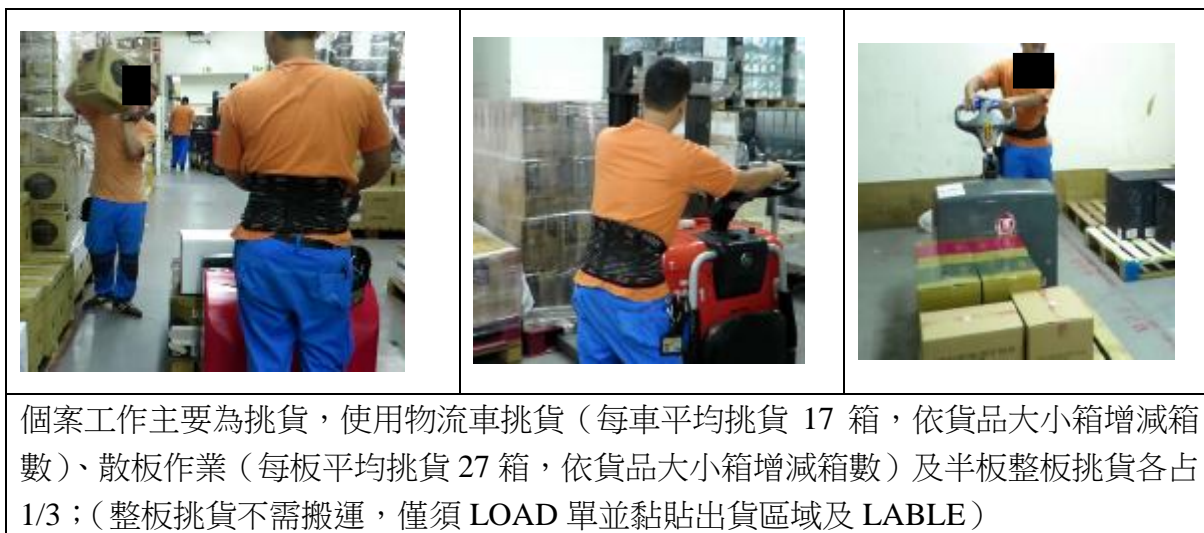 個案工作主要為挑貨，使用物流車挑貨（每車平均挑貨 17 箱，依貨品大小箱增減箱
數）、散板作業（每板平均挑貨 27 箱，依貨品大小箱增減箱數）及半板整板挑貨各占
1/3；（整板挑貨不需搬運，僅須 LOAD 單並黏貼出貨區域及 LABLE）